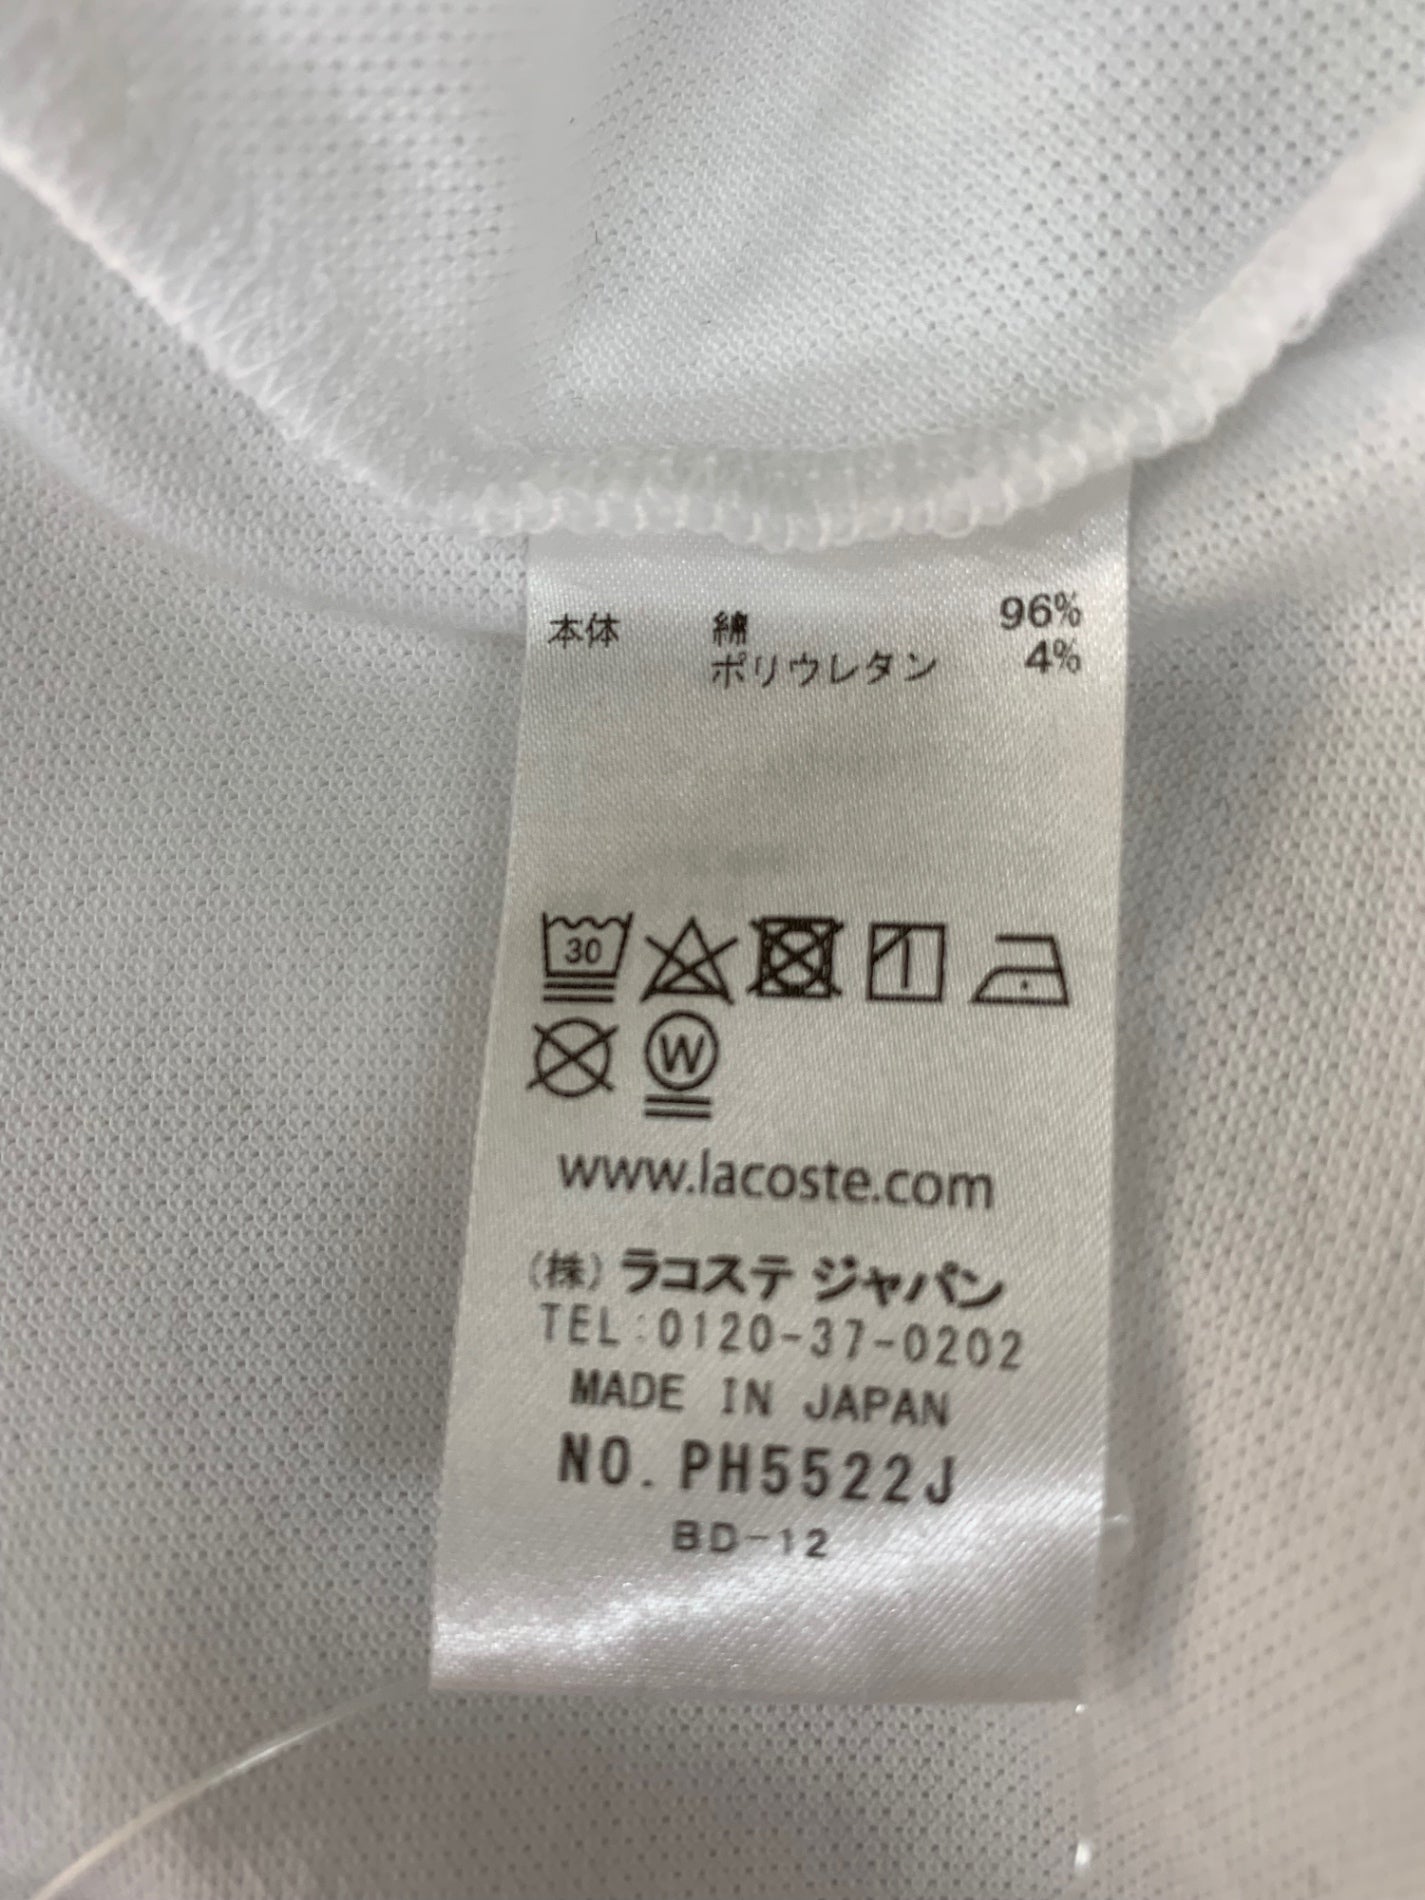 本体 綿 96%
ポリウレタン 4%
30
W
www.lacoste.com
(株) ラコステ ジャパン
TEL:0120-37-0202
MADE IN JAPAN
NO. PH5522J
BD-12